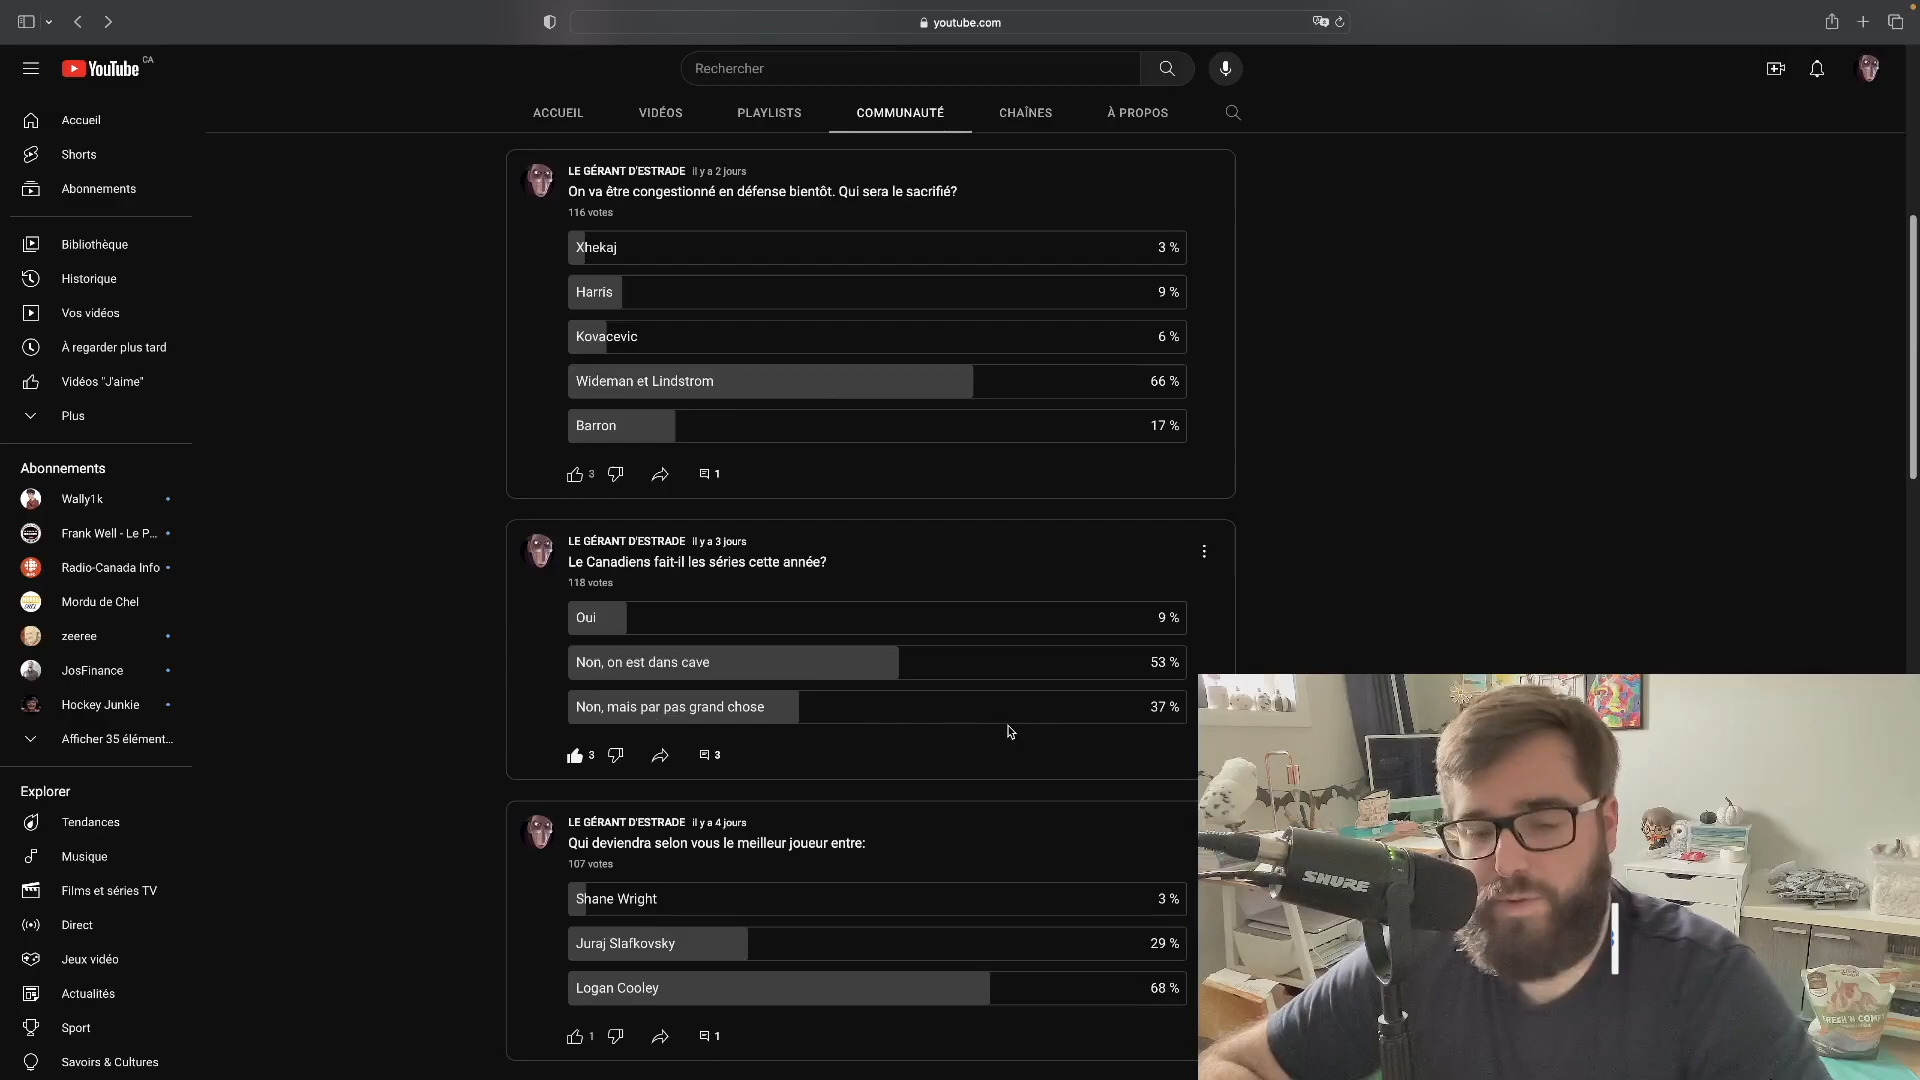 youtube.com
YouTube CA
Rechercher
ACCUEIL VIDÉOS PLAYLISTS COMMUNAUTÉ CHAÎNES À PROPOS
Accueil
Shorts
Abonnements
Bibliothèque
Historique
Vos vidéos
À regarder plus tard
Vidéos "J'aime"
Plus
Abonnements
Wally1k
Frank Well - Le P...
Radio-Canada Info
Mordu de Chel
zeeree
JosFinance
Hockey Junkie
Afficher 35 élément...
Explorer
Tendances
Musique
Films et séries TV
Direct
Jeux vidéo
Actualités
Sport
Savoirs & Cultures
LE GÉRANT D'ESTRADE il y a 2 jours
On va être congestionné en défense bientôt. Qui sera le sacrifié?
116 votes
Xhekaj 3 %
Harris 9 %
Kovacevic 6 %
Wideman et Lindstrom 66 %
Barron 17 %
3 1
LE GÉRANT D'ESTRADE il y a 3 jours
Le Canadiens fait-il les séries cette année?
118 votes
Oui 9 %
Non, on est dans cave 53 %
Non, mais par pas grand chose 37 %
3 3
LE GÉRANT D'ESTRADE il y a 4 jours
Qui deviendra selon vous le meilleur joueur entre:
107 votes
Shane Wright 3 %
Juraj Slafkovsky 29 %
Logan Cooley 68 %
1 1
SHURE